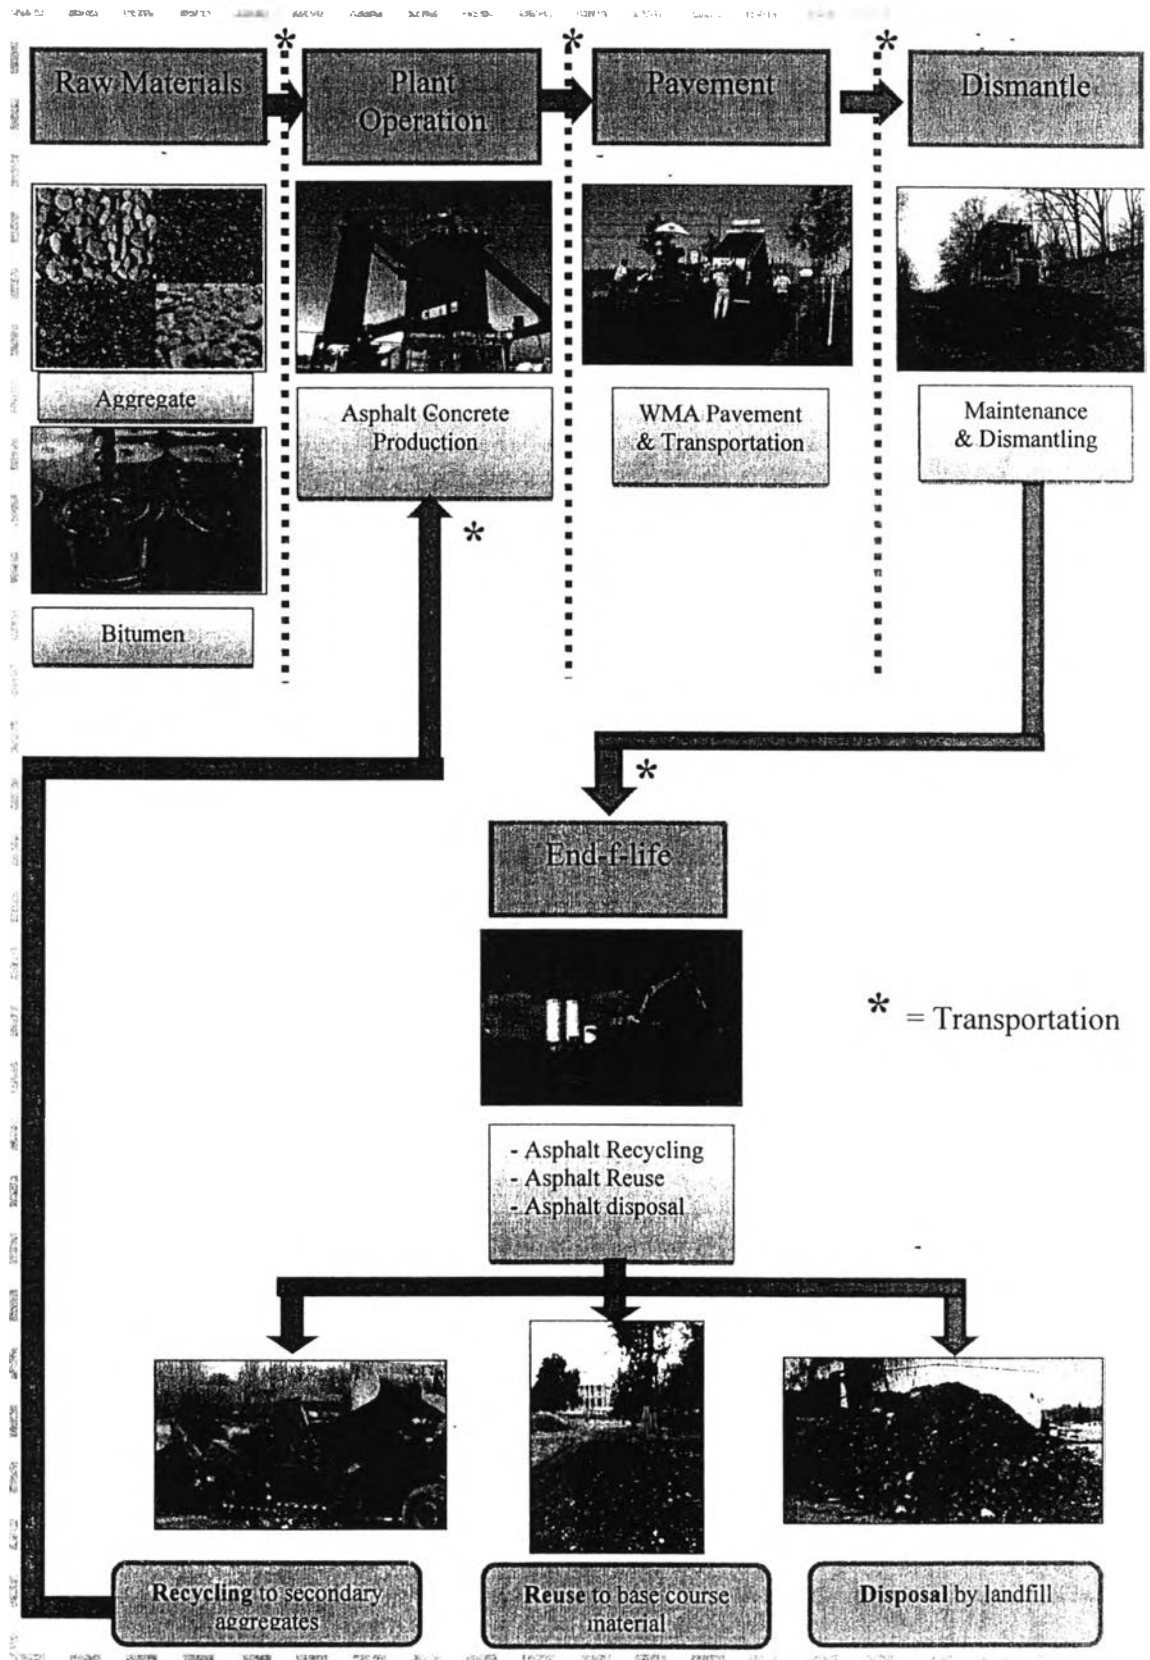 *
*
*
Raw Materials
Plant
Operation
Pavement
Dismantle
Aggregate
Asphalt Concrete
Production
WMA Pavement
& Transportation
Maintenance
& Dismantling
*
Bitumen
*
End-f-life
* = Transportation
- Asphalt Recycling
- Asphalt Reuse
- Asphalt disposal
Recycling to secondary
aggregates
Reuse to base course
material
Disposal by landfill